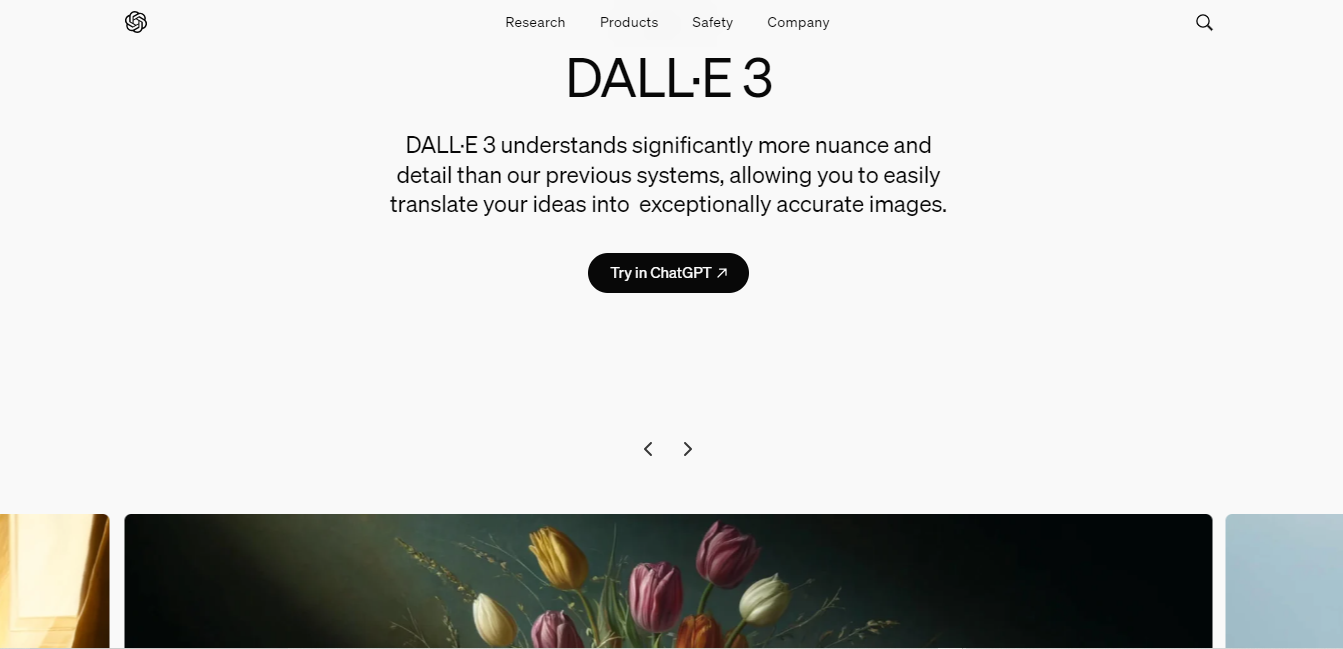 Research Products Safety Company
DALL·E 3
DALL·E 3 understands significantly more nuance and
detail than our previous systems, allowing you to easily
translate your ideas into exceptionally accurate images.
Try in ChatGPT ↗